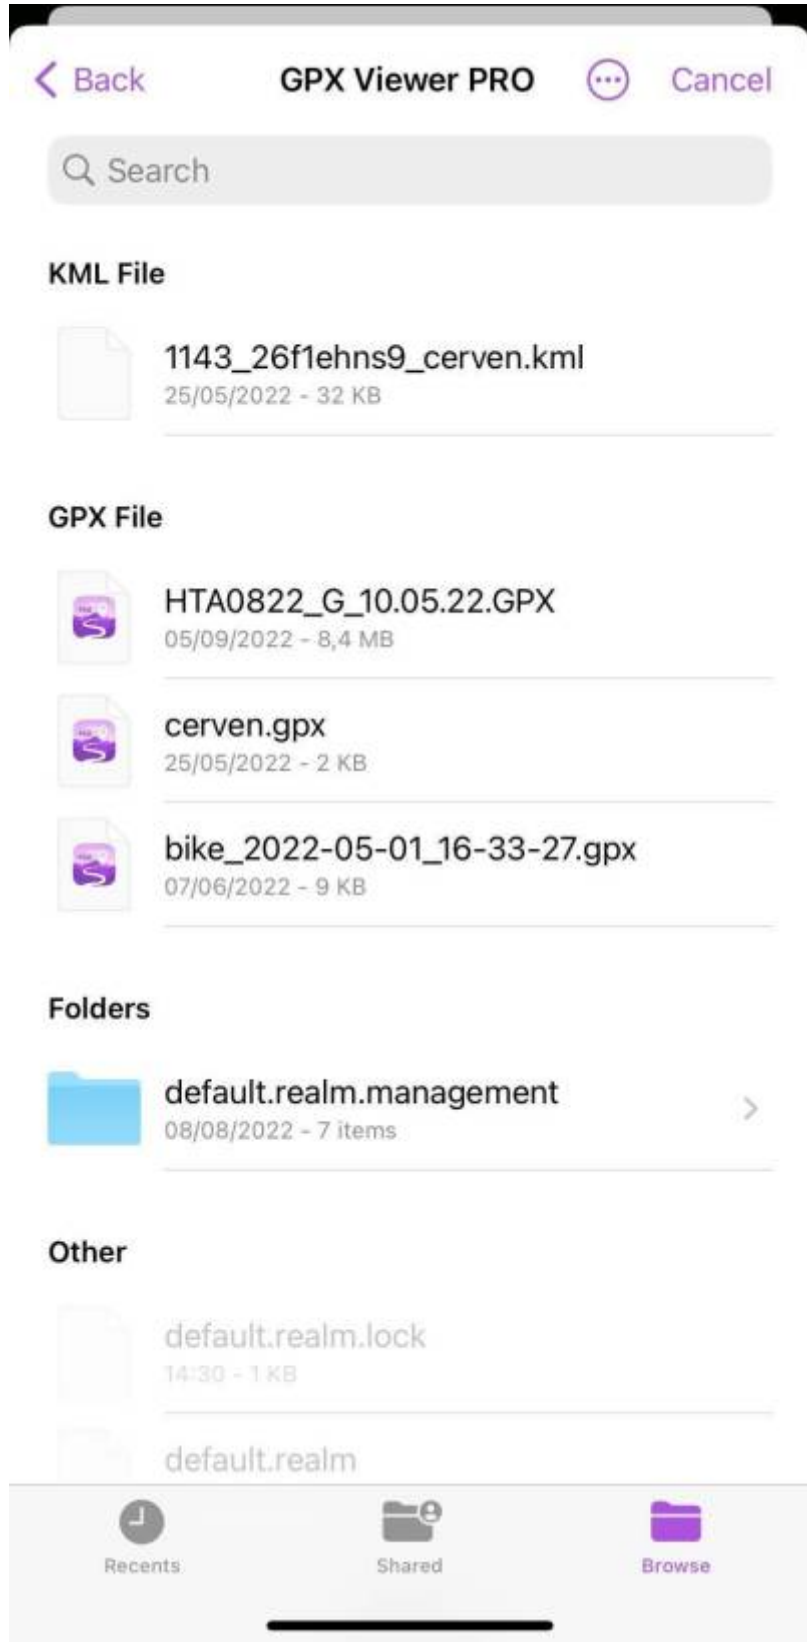 Back
GPX Viewer PRO
Cancel
Search
KML File
1143_26f1ehns9_cerven.kml
25/05/2022 - 32 KB
GPX File
HTA0822_G_10.05.22.GPX
05/09/2022 - 8,4 MB
cerven.gpx
25/05/2022 - 2 KB
bike_2022-05-01_16-33-27.gpx
07/06/2022 - 9 KB
Folders
default.realm.management
08/08/2022 - 7 items
Other
default.realm.lock
14:30 - 1 KB
default.realm
Recents
Shared
Browse